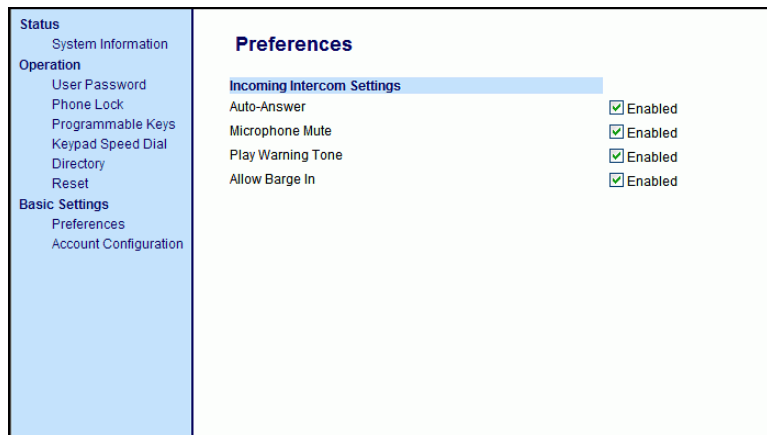 Status
System Information
Operation
User Password
Phone Lock
Programmable Keys
Keypad Speed Dial
Directory
Reset
Basic Settings
Preferences
Account Configuration
Preferences
Incoming Intercom Settings
Auto-Answer Enabled
Microphone Mute Enabled
Play Warning Tone Enabled
Allow Barge In Enabled